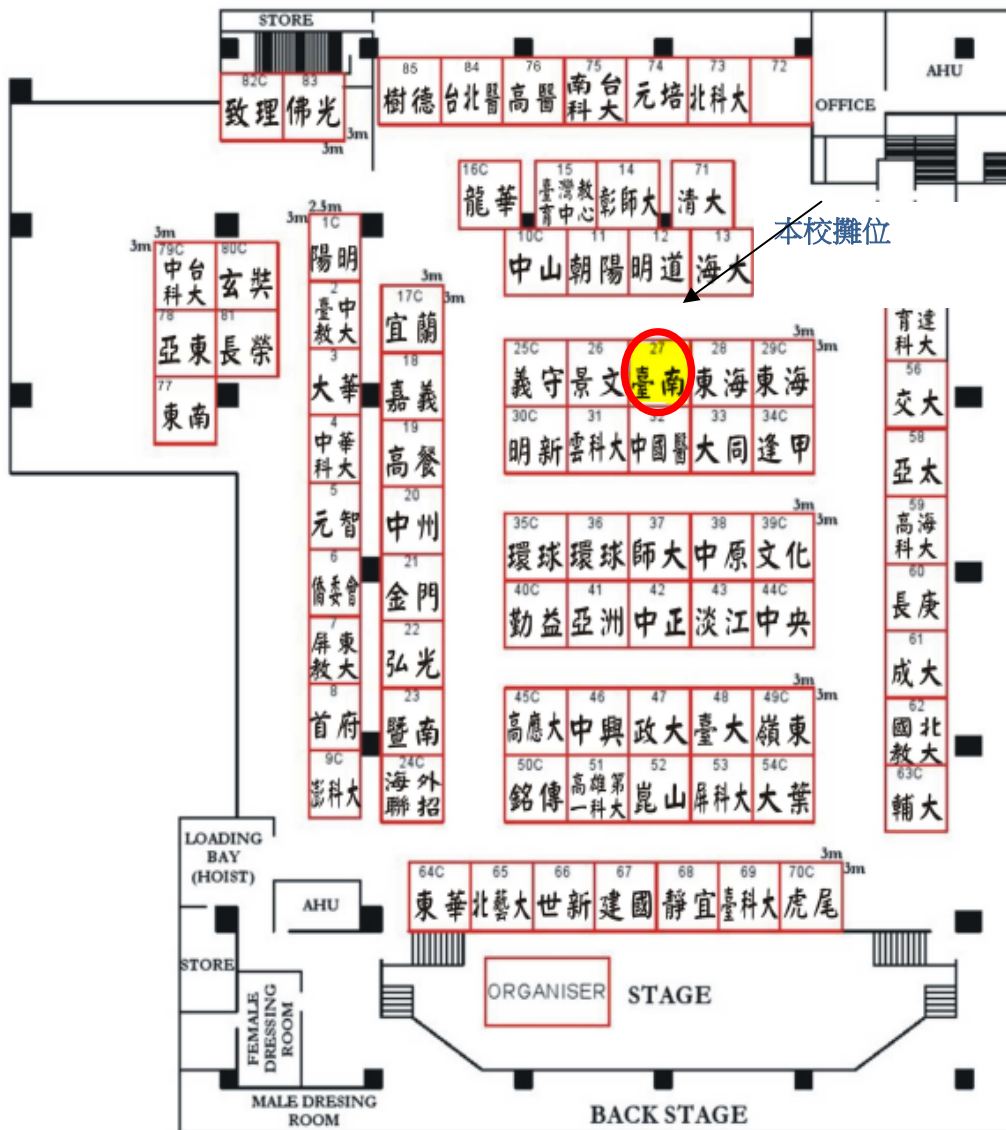 STORE
82C
致理
83
佛光
3m
3m
85
樹德
84
台北醫
76
高醫
75
南台
科大
74
元培
73
北科大
72
OFFICE
AHU
16C
龍華
15
臺灣教
育中心
14
彰師大
71
清大
本校攤位
10C
中山
11
朝陽
12
明道
13
海大
3m
3m
79C
中台
科大
80C
玄奘
78
亞東
81
長榮
77
東南
2.5m
3m
1C
陽明
2
臺中
教大
3
大華
4
中華
科大
5
元智
6
僑委會
7
屏東
教大
8
首府
9C
澎科大
3m
3m
17C
宜蘭
18
嘉義
19
高餐
20
中州
21
金門
22
弘光
23
暨南
24C
海外
聯招
3m
3m
25C
義守
26
景文
27
臺南
28
東海
29C
東海
30C
明新
31
雲科大
32
中國醫
33
大同
34C
逢甲
3m
3m
35C
環球
36
環球
37
師大
38
中原
39C
文化
40C
勤益
41
亞洲
42
中正
43
淡江
44C
中央
3m
3m
45C
高應大
46
中興
47
政大
48
臺大
49C
嶺東
50C
銘傳
51
高雄第
一科大
52
崑山
53
屏科大
54C
大葉
育達
科大
56
交大
58
亞太
59
高海
科大
60
長庚
61
成大
62
國北
教大
63C
輔大
3m
3m
64C
東華
65
北藝大
66
世新
67
建國
68
靜宜
69
臺科大
70C
虎尾
LOADING
BAY
(HOIST)
AHU
STORE
FEMALE
DRESSING
ROOM
MALE DRESING
ROOM
ORGANISER
STAGE
BACK STAGE